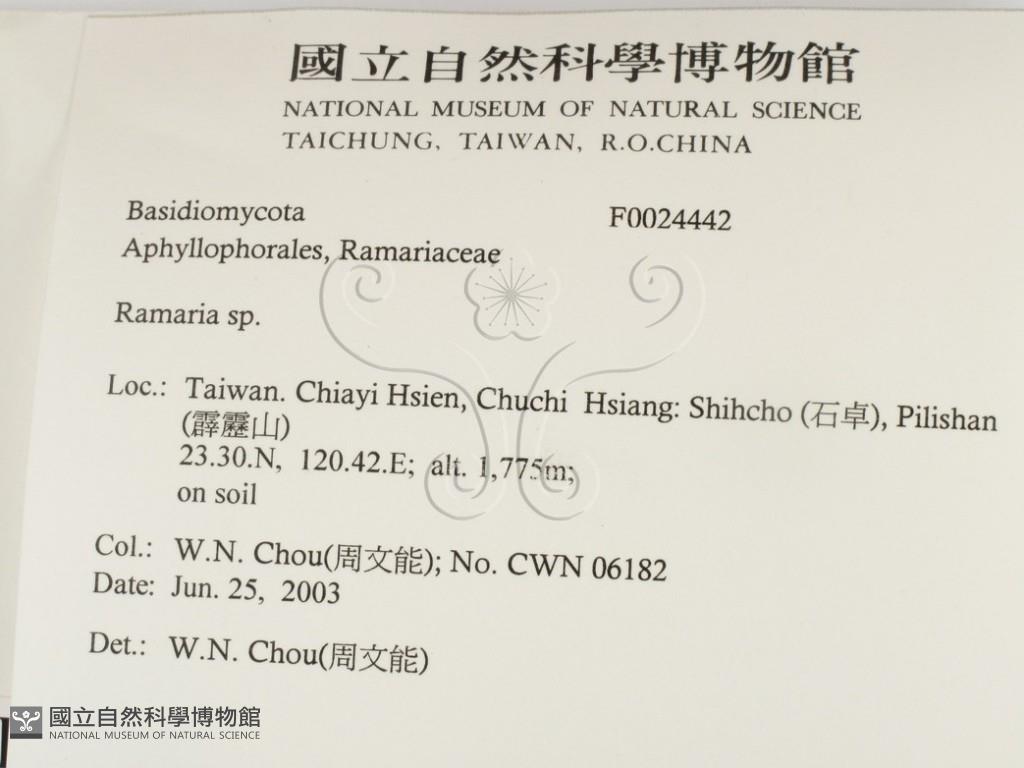 國立自然科學博物館
NATIONAL MUSEUM OF NATURAL SCIENCE
TAICHUNG, TAIWAN, R.O.CHINA
Basidiomycota F0024442
Aphyllophorales, Ramariaceae
Ramaria sp.
Loc.: Taiwan. Chiayi Hsien, Chuchi Hsiang: Shihcho (石卓), Pilishan
(霹靂山)
23.30.N, 120.42.E; alt. 1,775m;
on soil
Col.: W.N. Chou(周文能); No. CWN 06182
Date: Jun. 25, 2003
Det.: W.N. Chou(周文能)
國立自然科學博物館
NATIONAL MUSEUM OF NATURAL SCIENCE